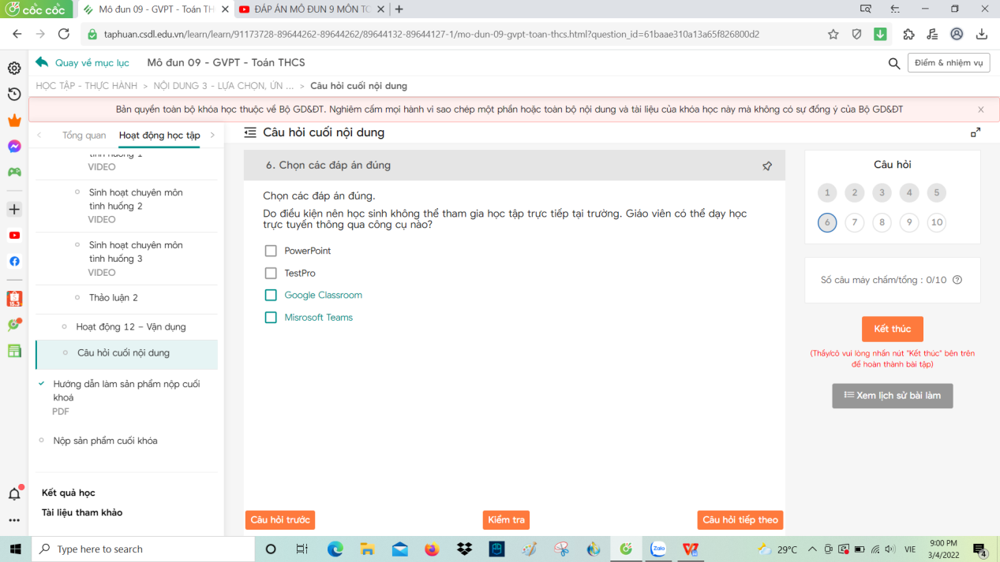 cốc cốc
Mô đun 09 - GVPT - Toán TH
ĐÁP ÁN MÔ ĐUN 9 MÔN TO
taphuan.csdl.edu.vn/learn/learn/91173728-89644262-89644262/89644132-89644127-1/mo-dun-09-gvpt-toan-thcs.html?question_id=61baae310a13a65f826800d2
Quay về mục lục
Mô đun 09 - GVPT - Toán THCS
Điểm & nhiệm vụ
HỌC TẬP - THỰC HÀNH > NỘI DUNG 3 - LỰA CHỌN, ỨN ... > Câu hỏi cuối nội dung
Bản quyền toàn bộ khóa học thuộc về Bộ GD&ĐT. Nghiêm cấm mọi hành vi sao chép một phần hoặc toàn bộ nội dung và tài liệu của khóa học này mà không có sự đồng ý của Bộ GD&ĐT
Tổng quan
Hoạt động học tập
tình huống 1
VIDEO
Sinh hoạt chuyên môn
tình huống 2
VIDEO
Sinh hoạt chuyên môn
tình huống 3
VIDEO
Thảo luận 2
Hoạt động 12 – Vận dụng
Câu hỏi cuối nội dung
Hướng dẫn làm sản phẩm nộp cuối
khoá
PDF
Nộp sản phẩm cuối khóa
Kết quả học
Tài liệu tham khảo
Câu hỏi cuối nội dung
6. Chọn các đáp án đúng
Chọn các đáp án đúng.
Do điều kiện nên học sinh không thể tham gia học tập trực tiếp tại trường. Giáo viên có thể dạy học
trực tuyến thông qua công cụ nào?
PowerPoint
TestPro
Google Classroom
Misrosoft Teams
Câu hỏi trước
Kiểm tra
Câu hỏi tiếp theo
Câu hỏi
1 2 3 4 5
6 7 8 9 10
Số câu máy chấm/tổng : 0/10
Kết thúc
(Thầy/cô vui lòng nhấn nút "Kết thúc" bên trên
để hoàn thành bài tập)
Xem lịch sử bài làm
15.3
Type here to search
Zalo
29°C
VIE
9:00 PM
3/4/2022
4